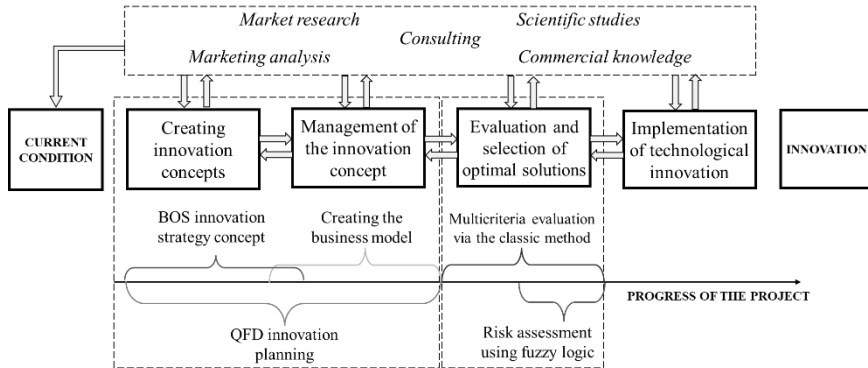 Market research
Scientific studies
Consulting
Marketing analysis
Commercial knowledge
CURRENT
CONDITION
Creating
innovation
concepts
Management of
the innovation
concept
Evaluation and
selection of
optimal solutions
Implementation
of technological
innovation
INNOVATION
BOS innovation
strategy concept
Creating the
business model
Multicriteria evaluation
via the classic method
PROGRESS OF THE PROJECT
QFD innovation
planning
Risk assessment
using fuzzy logic